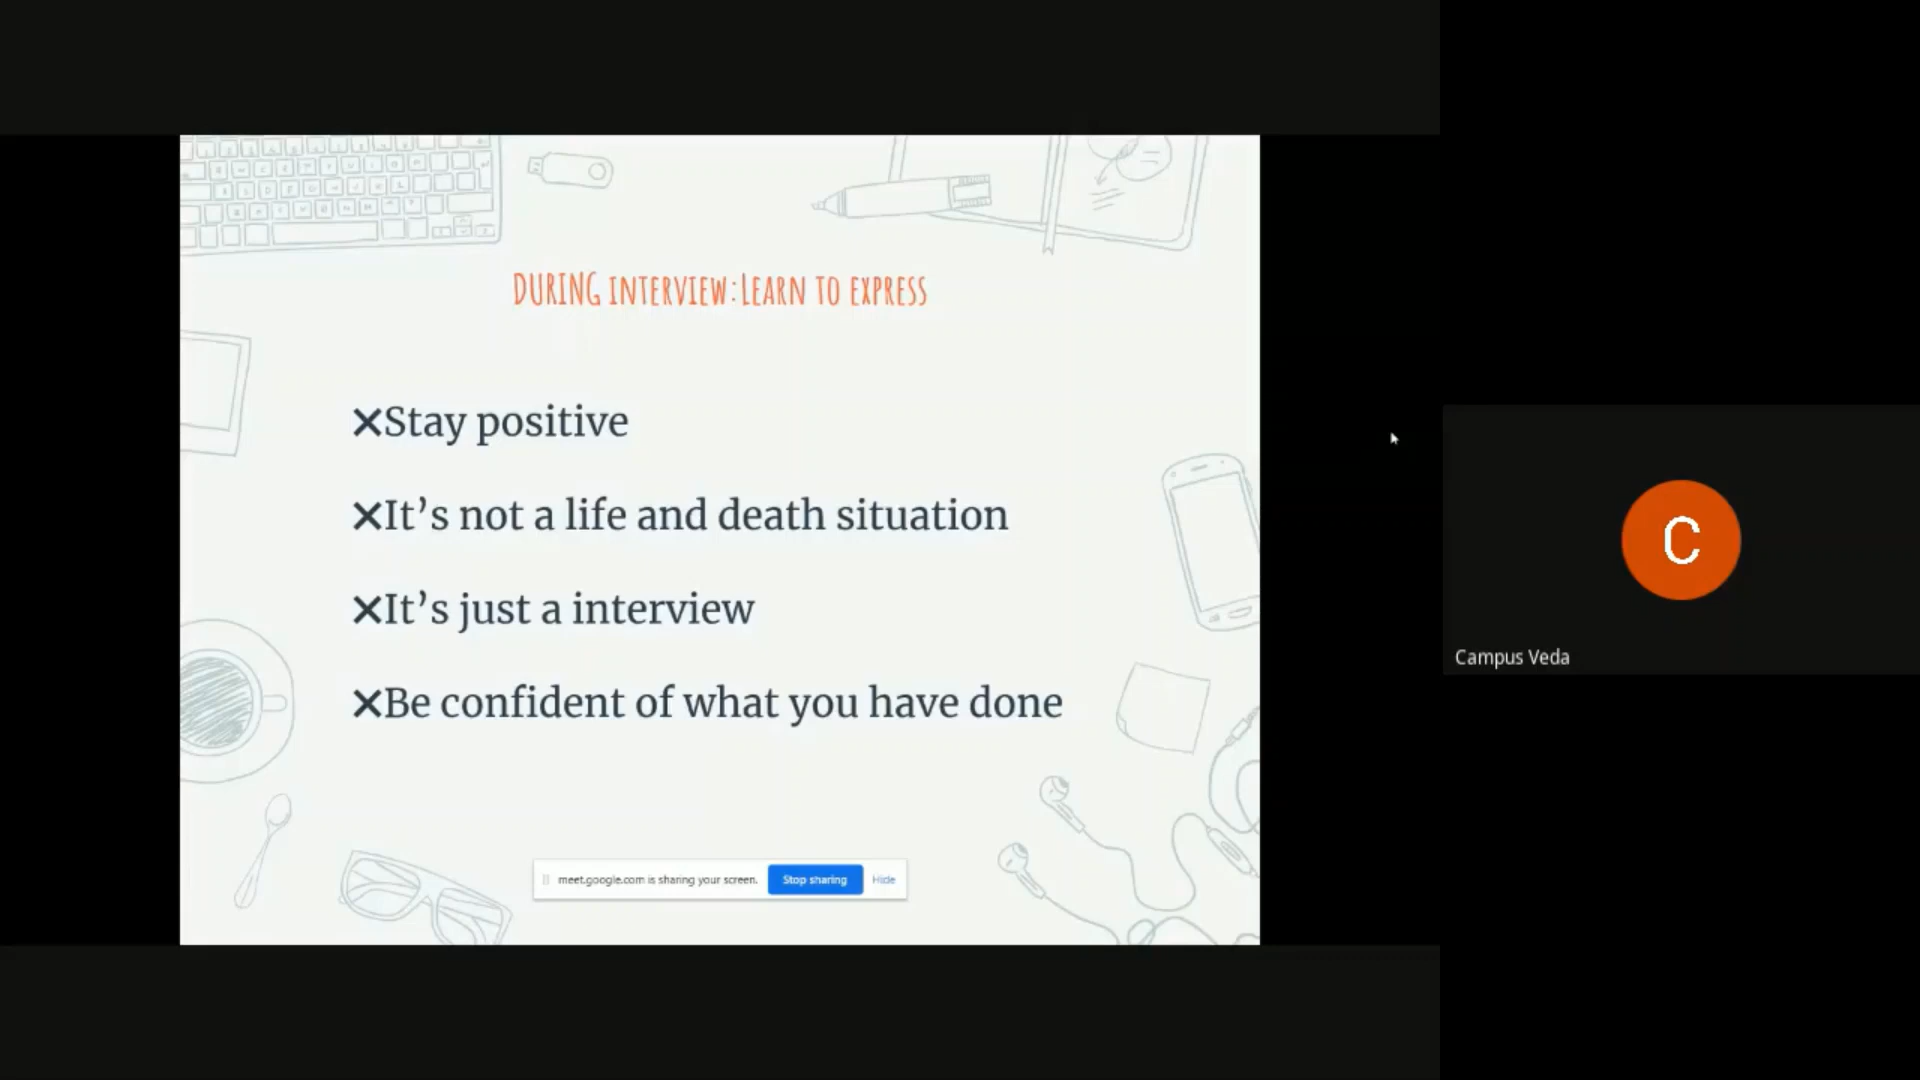 DURING INTERVIEW:LEARN TO EXPRESS
❌Stay positive
❌It’s not a life and death situation
❌It’s just a interview
❌Be confident of what you have done
meet.google.com is sharing your screen. Stop sharing Hide
C
Campus Veda